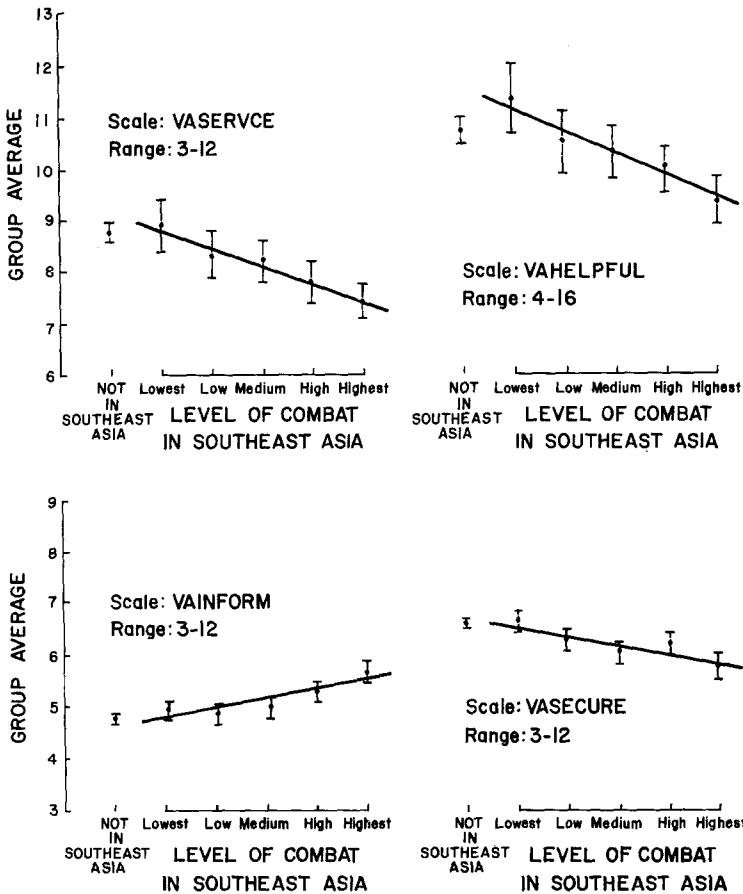 13
12
11
10
9
8
7
6
GROUP AVERAGE
Scale: VASERVCE
Range: 3-12
Scale: VAHELPFUL
Range: 4-16
NOT IN SOUTHEAST ASIA
Lowest Low Medium High Highest
LEVEL OF COMBAT
IN SOUTHEAST ASIA
NOT IN SOUTHEAST ASIA
Lowest Low Medium High Highest
LEVEL OF COMBAT
IN SOUTHEAST ASIA
9
8
7
6
5
4
3
GROUP AVERAGE
Scale: VAINFORM
Range: 3-12
Scale: VASECURE
Range: 3-12
NOT IN SOUTHEAST ASIA
Lowest Low Medium High Highest
LEVEL OF COMBAT
IN SOUTHEAST ASIA
NOT IN SOUTHEAST ASIA
Lowest Low Medium High Highest
LEVEL OF COMBAT
IN SOUTHEAST ASIA